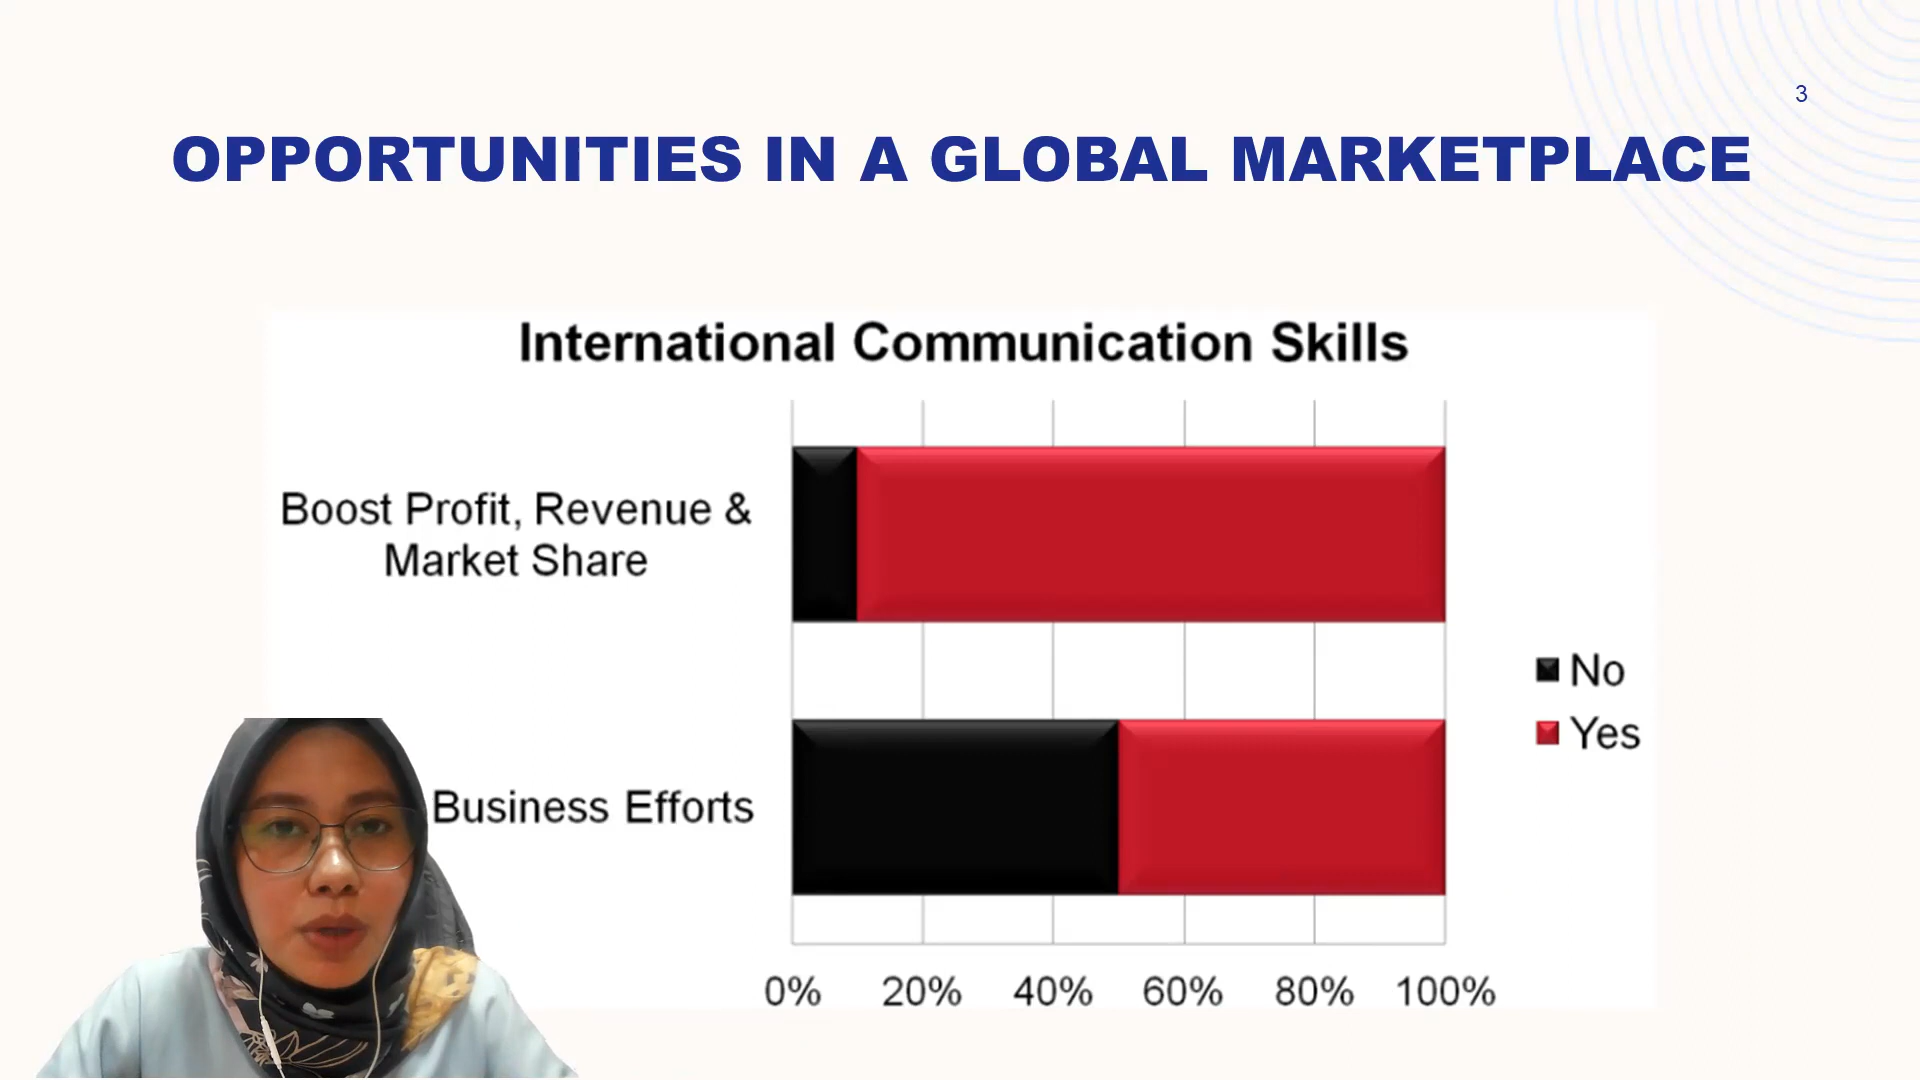 3
OPPORTUNITIES IN A GLOBAL MARKETPLACE
International Communication Skills
Boost Profit, Revenue &
Market Share
Business Efforts
No
Yes
0% 20% 40% 60% 80% 100%